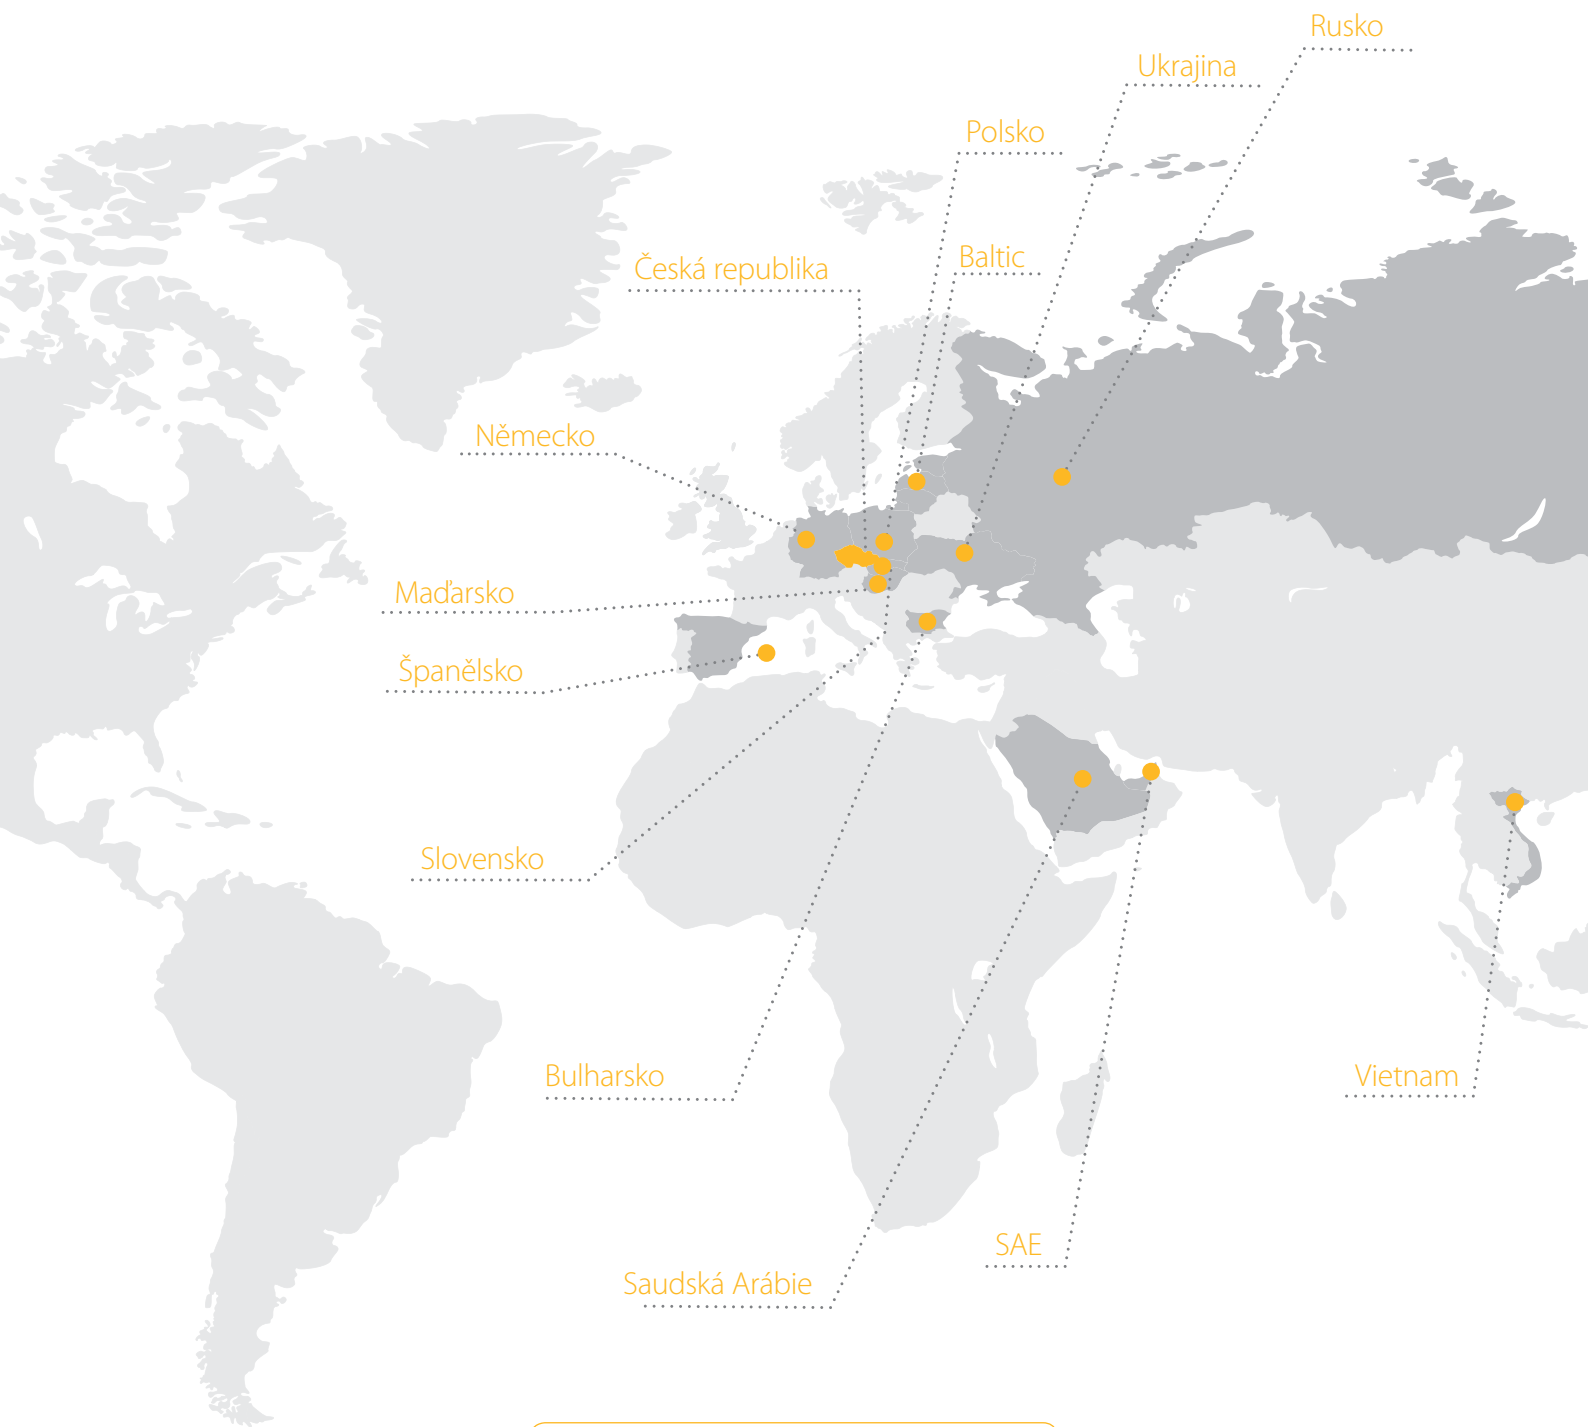 Rusko
Ukrajina
Polsko
Baltic
Česká republika
Německo
Maďarsko
Španělsko
Slovensko
Bulharsko
Vietnam
SAE
Saudská Arábie